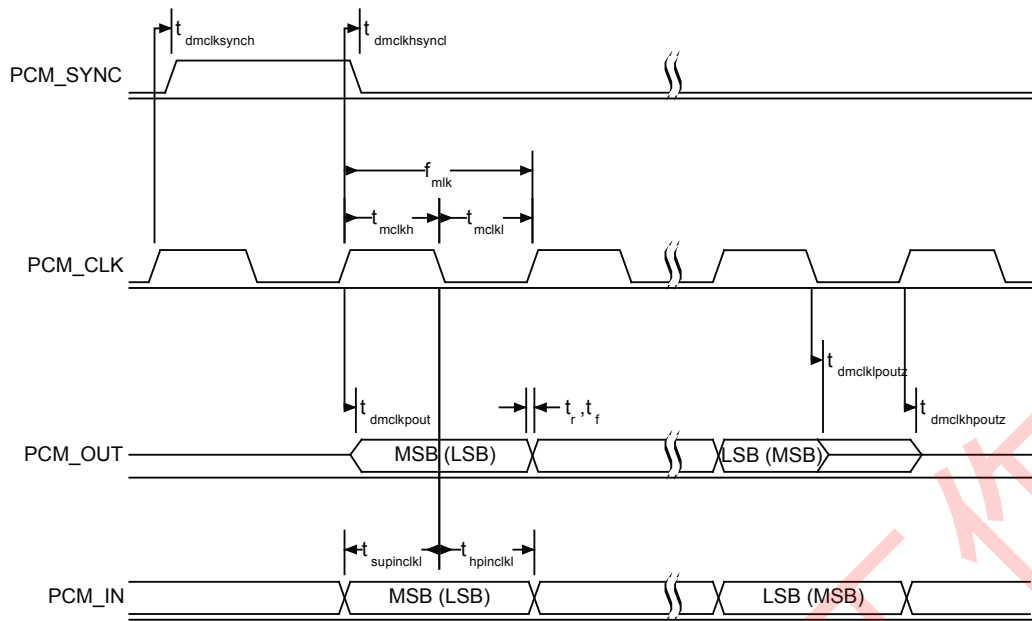 t dmclksynch
t dmclkhsyncl
PCM_SYNC
f mlk
t mclkh
t mclkl
PCM_CLK
t dmclklpoutz
t dmclkpout
t r ,t f
t dmclkhpoutz
PCM_OUT
MSB (LSB)
LSB (MSB)
t supinclkl
t hpinclkl
PCM_IN
MSB (LSB)
LSB (MSB)